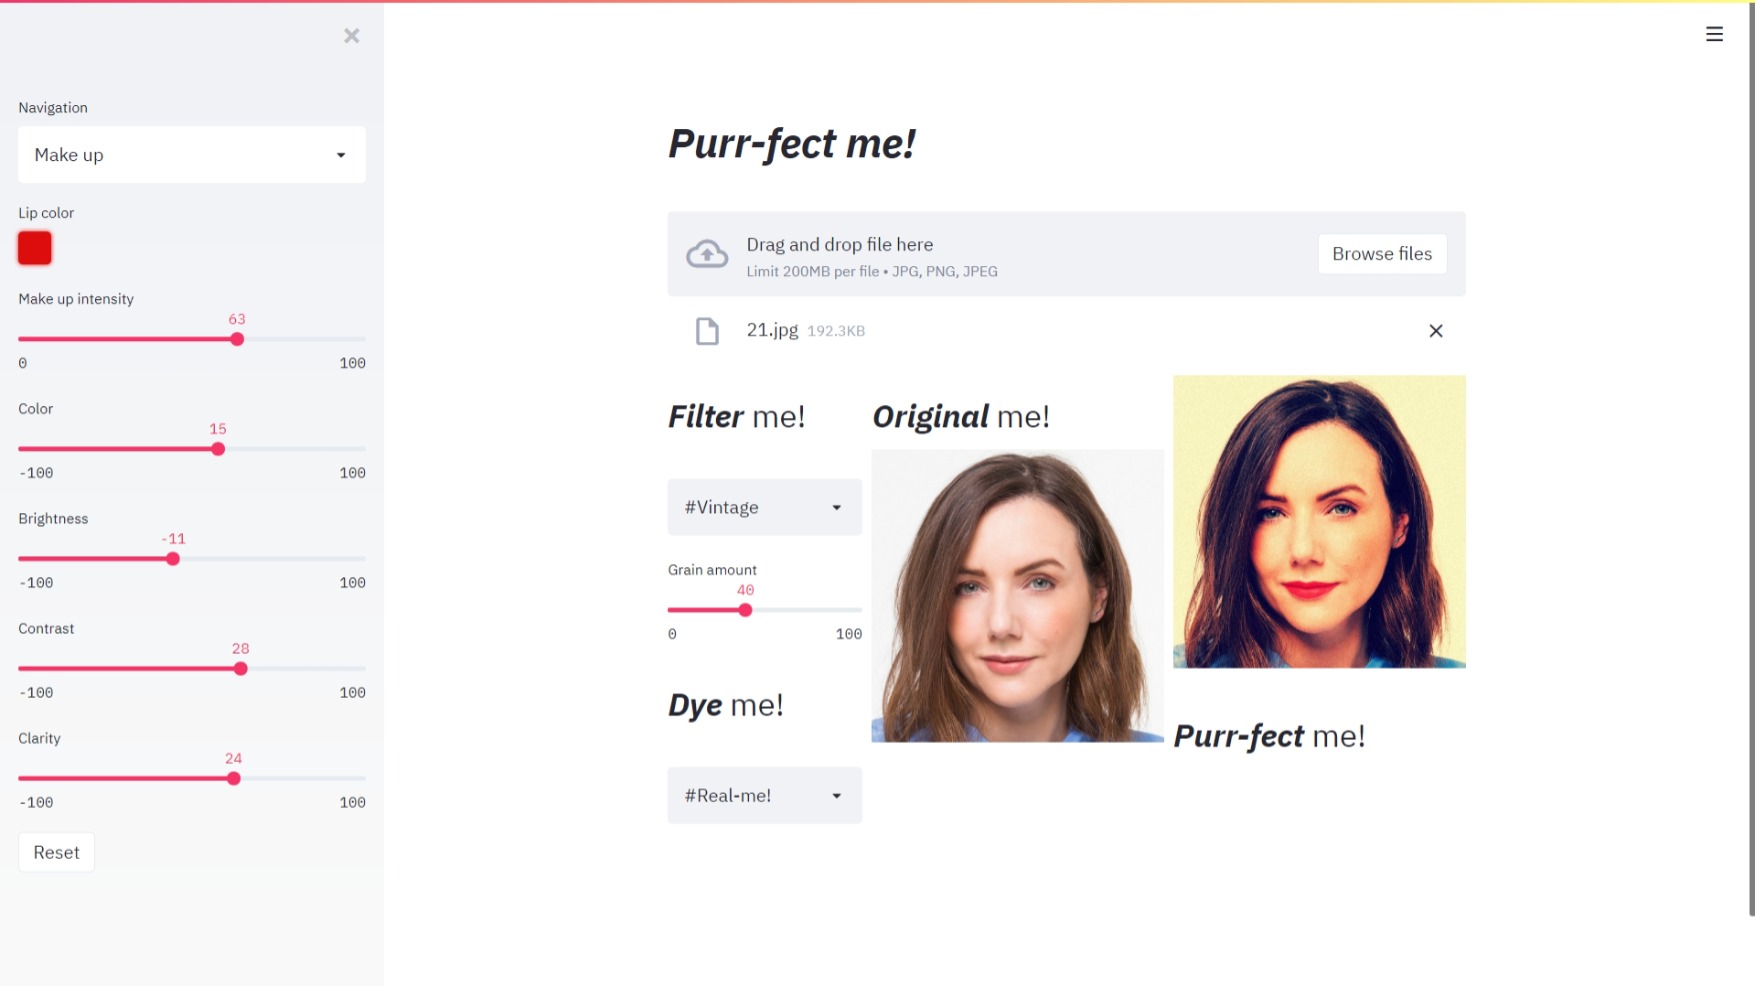 Navigation
Make up
Lip color
Make up intensity
63
0 100
Color
15
-100 100
Brightness
-11
-100 100
Contrast
28
-100 100
Clarity
24
-100 100
Reset
Purr-fect me!
Drag and drop file here
Limit 200MB per file • JPG, PNG, JPEG
Browse files
21.jpg 192.3KB
Filter me!
#Vintage
Grain amount
40
0 100
Dye me!
#Real-me!
Original me!
Purr-fect me!